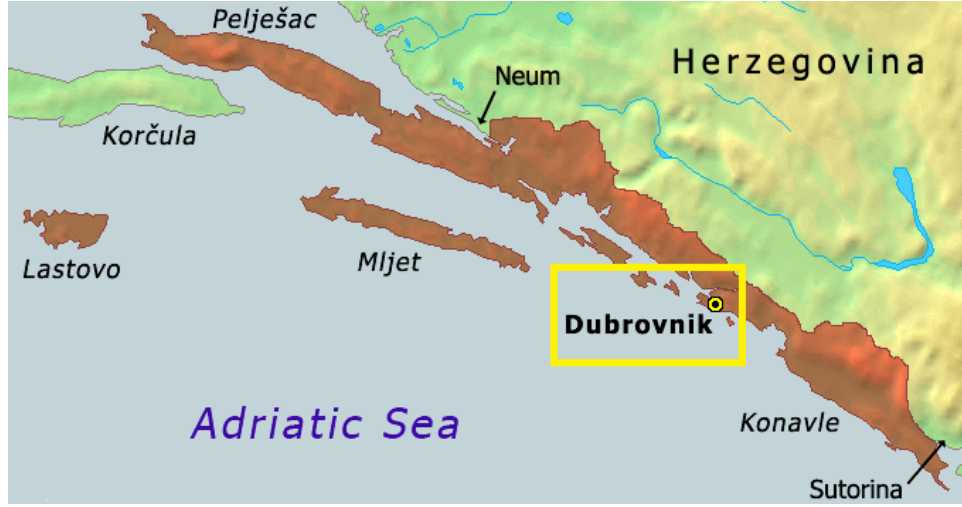 Pelješac
Herzegovina
Neum
Korčula
Lastovo
Mljet
Dubrovnik
Adriatic Sea
Konavle
Sutorina